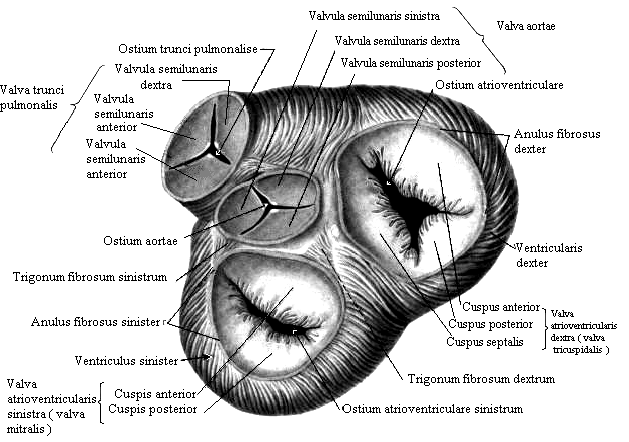 Valvula semilunaris sinistra
Valva aortae
Ostium trunci pulmonalise
Valvula semilunaris dextra
Valvula semilunaris
dextra
Valvula semilunaris posterior
Valva trunci
pulmonalis
Ostium atrioventriculare
Valvula
semilunaris
anterior
Anulus fibrosus
dexter
Valvula
semilunaris
anterior
Ostium aortae
Ventricularis
dexter
Trigonum fibrosum sinistrum
Anulus fibrosus sinister
Cuspus anterior
Cuspus posterior
Cuspus septalis
Valva
atrioventricularis
dextra ( valva
tricuspidalis )
Ventriculus sinister
Trigonum fibrosum dextrum
Valva
atrioventricularis
sinistra ( valva
mitralis )
Cuspis anterior
Cuspis posterior
Ostium atrioventriculare sinistrum